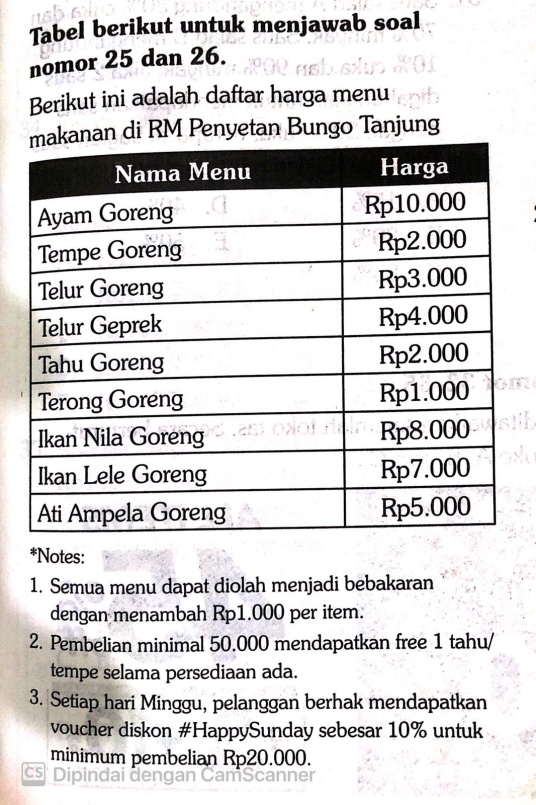 Tabel berikut untuk menjawab soal
nomor 25 dan 26.
Berikut ini adalah daftar harga menu
makanan di RM Penyetan Bungo Tanjung
Nama Menu Harga
Ayam Goreng Rp10.000
Tempe Goreng Rp2.000
Telur Goreng Rp3.000
Telur Geprek Rp4.000
Tahu Goreng Rp2.000
Terong Goreng Rp1.000
Ikan Nila Goreng Rp8.000
Ikan Lele Goreng Rp7.000
Ati Ampela Goreng Rp5.000
*Notes:
1. Semua menu dapat diolah menjadi bebakaran
dengan menambah Rp1.000 per item.
2. Pembelian minimal 50.000 mendapatkan free 1 tahu/
tempe selama persediaan ada.
3. Setiap hari Minggu, pelanggan berhak mendapatkan
voucher diskon #HappySunday sebesar 10% untuk
minimum pembelian Rp20.000.
CS Dipindai dengan CamScanner